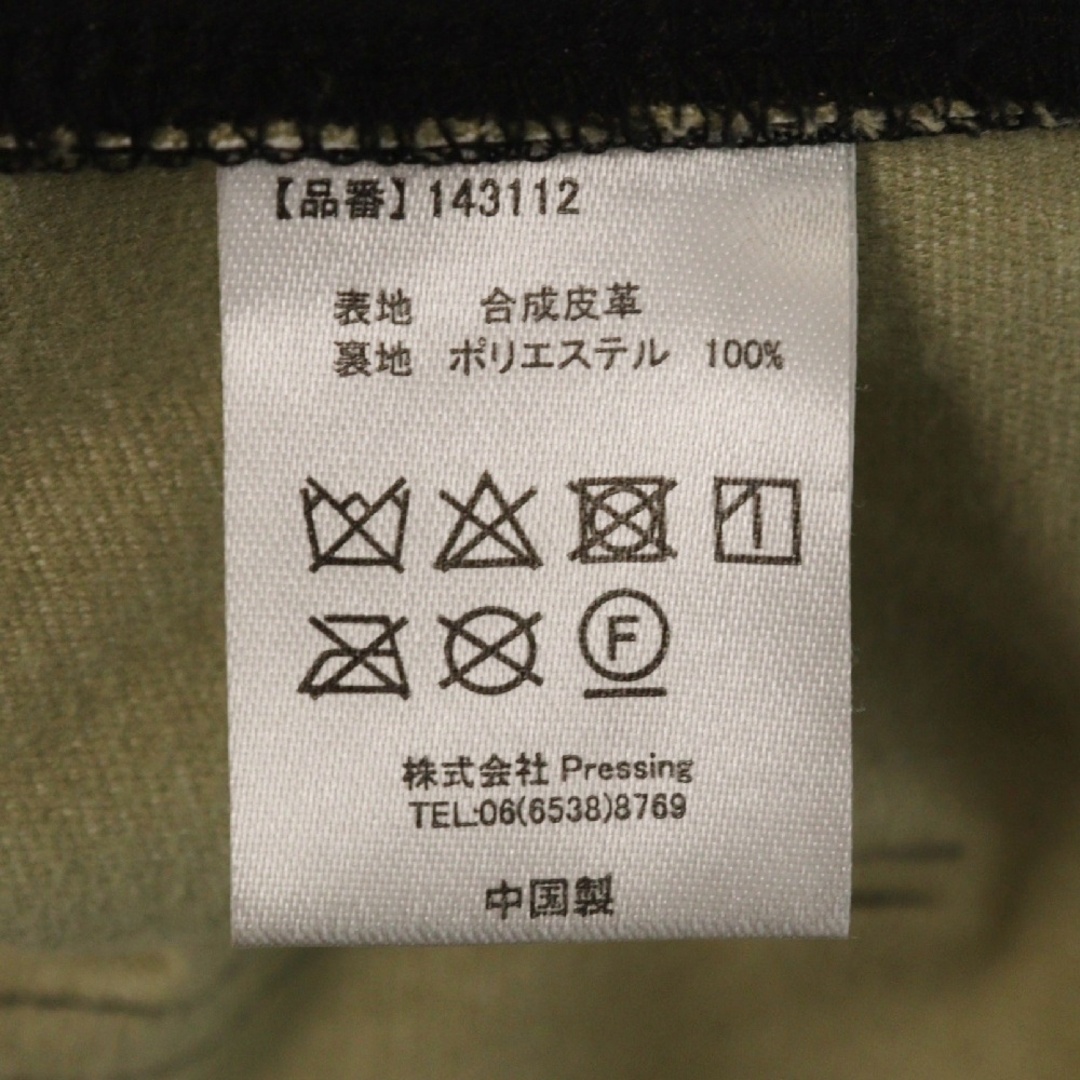 【品番】143112
表地 合成皮革
裏地 ポリエステル 100%
F
株式会社 Pressing
TEL:06(6538)8769
中国製